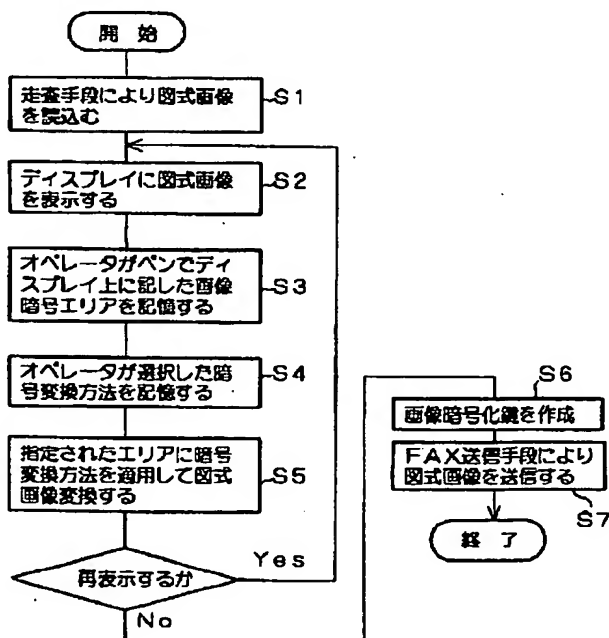 開 始
走査手段により図式画像
を読込む
S1
ディスプレイに図式画像
を表示する
S2
オペレータがペンでディ
スプレイ上に記した画像
暗号エリアを記憶する
S3
オペレータが選択した暗
号変換方法を記憶する
S4
指定されたエリアに暗号
変換方法を適用して図式
画像変換する
S5
再表示するか
Yes
No
S6
画像暗号化鍵を作成
FAX送信手段により
図式画像を送信する
S7
終 了